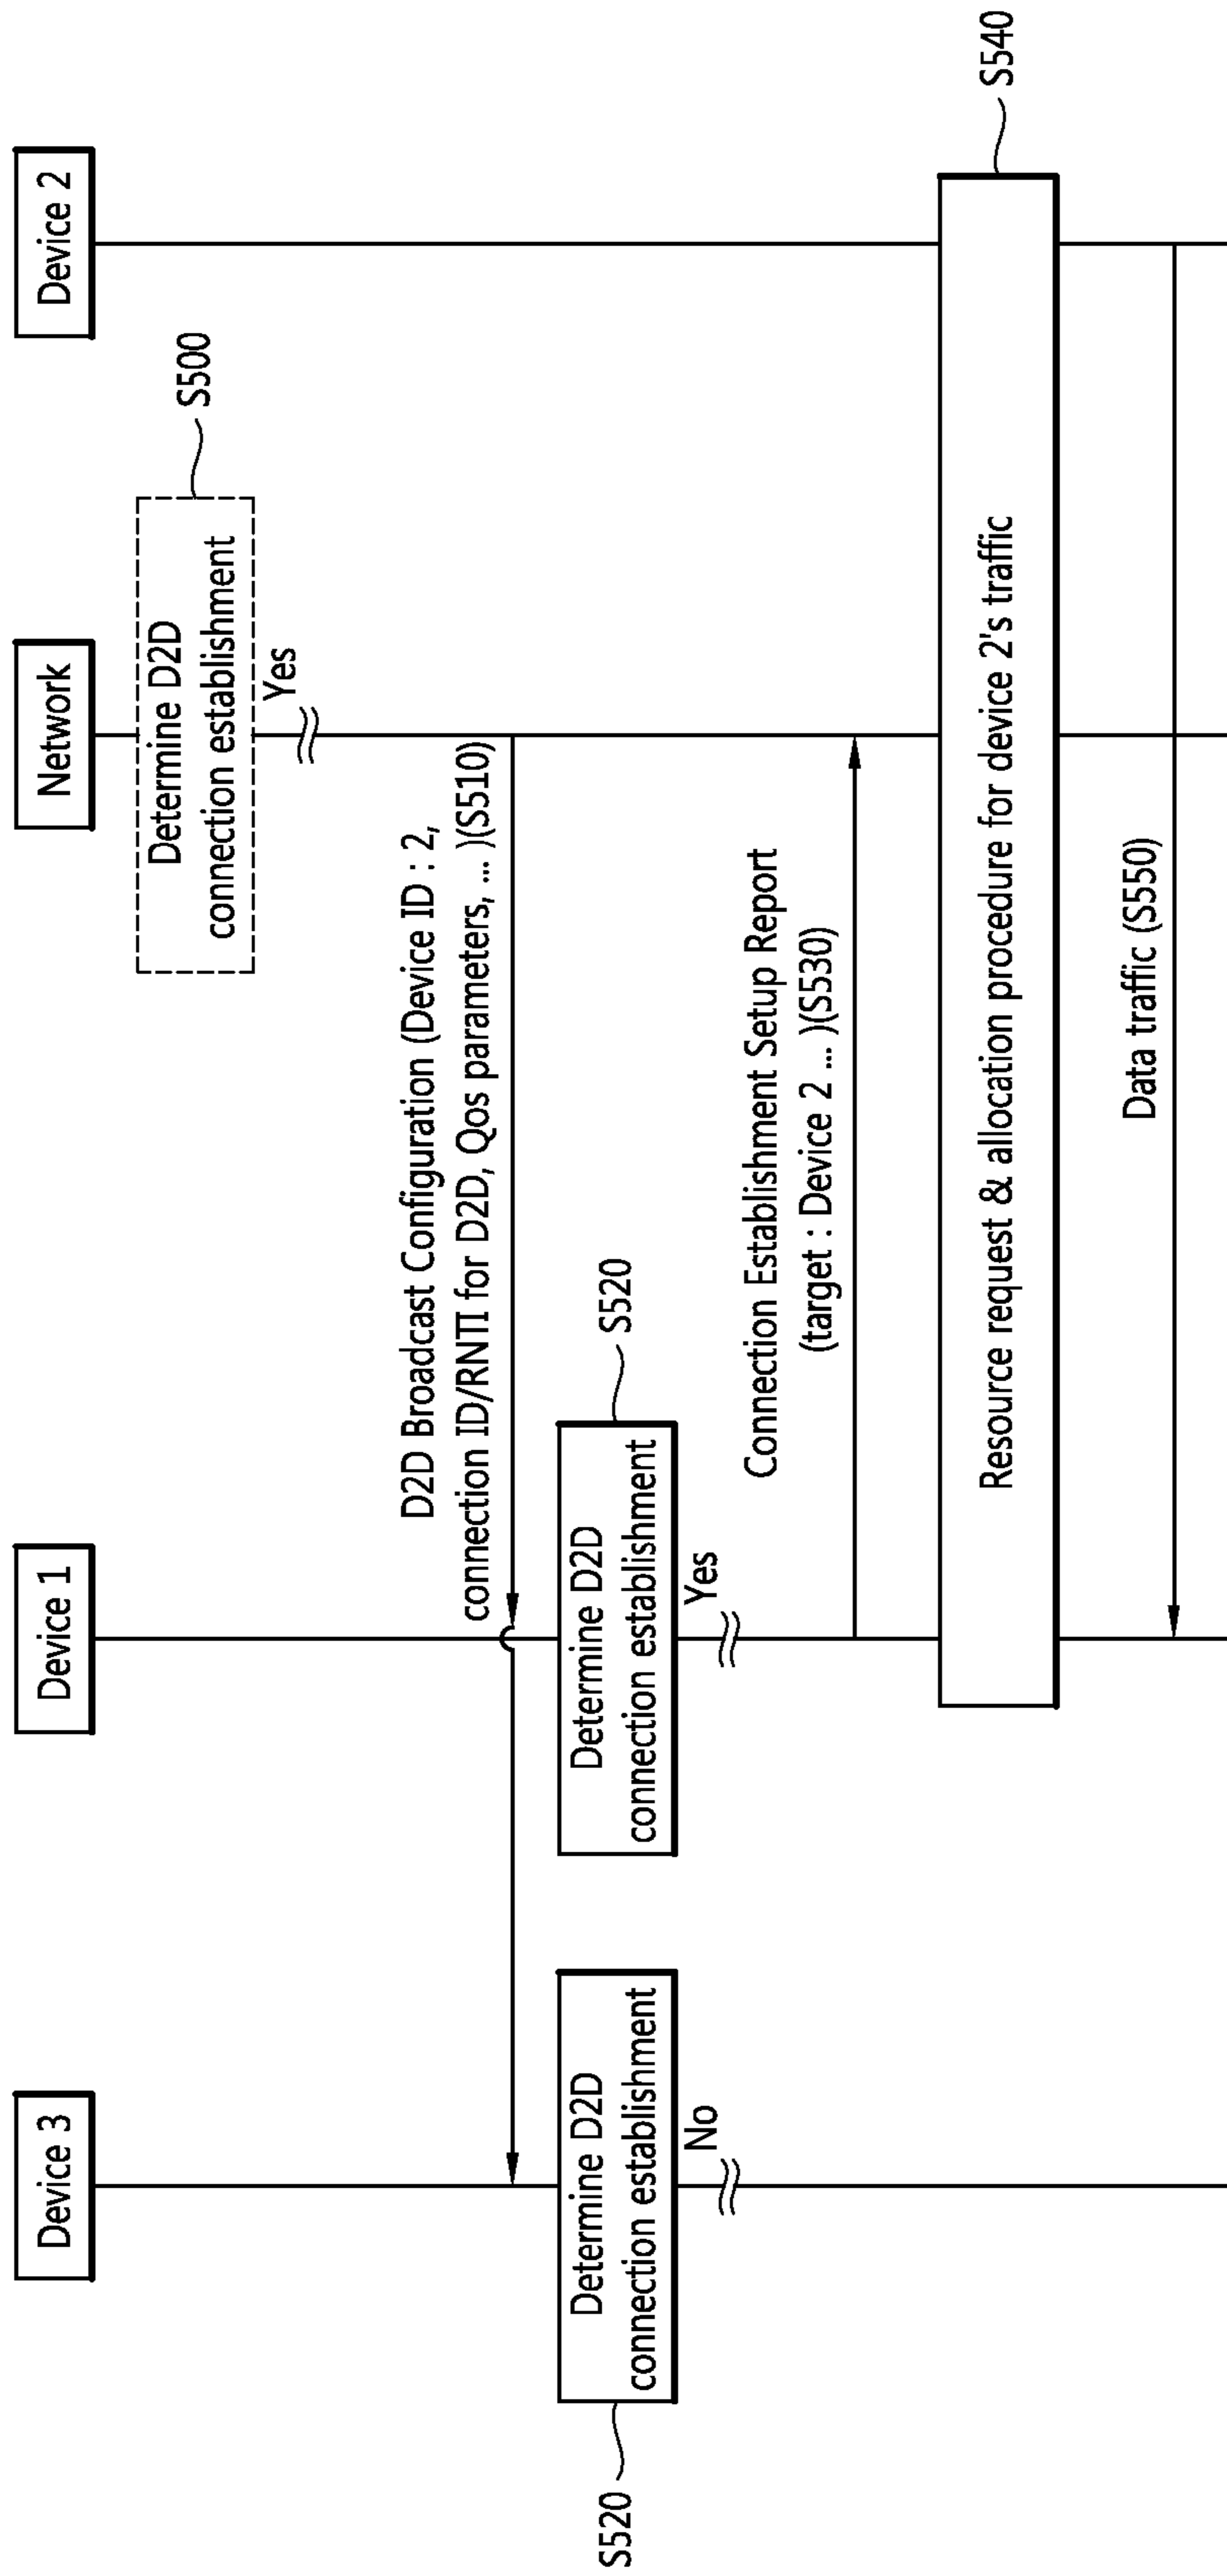 Device 3
Device 1
Network
Device 2
Determine D2D
connection establishment
S500
Yes
D2D Broadcast Configuration (Device ID : 2,
connection ID/RNTI for D2D, Qos parameters, ... )(S510)
S520
Determine D2D
connection establishment
No
Determine D2D
connection establishment
S520
Yes
Connection Establishment Setup Report
(target : Device 2 ... )(S530)
Resource request & allocation procedure for device 2's traffic
S540
Data traffic (S550)